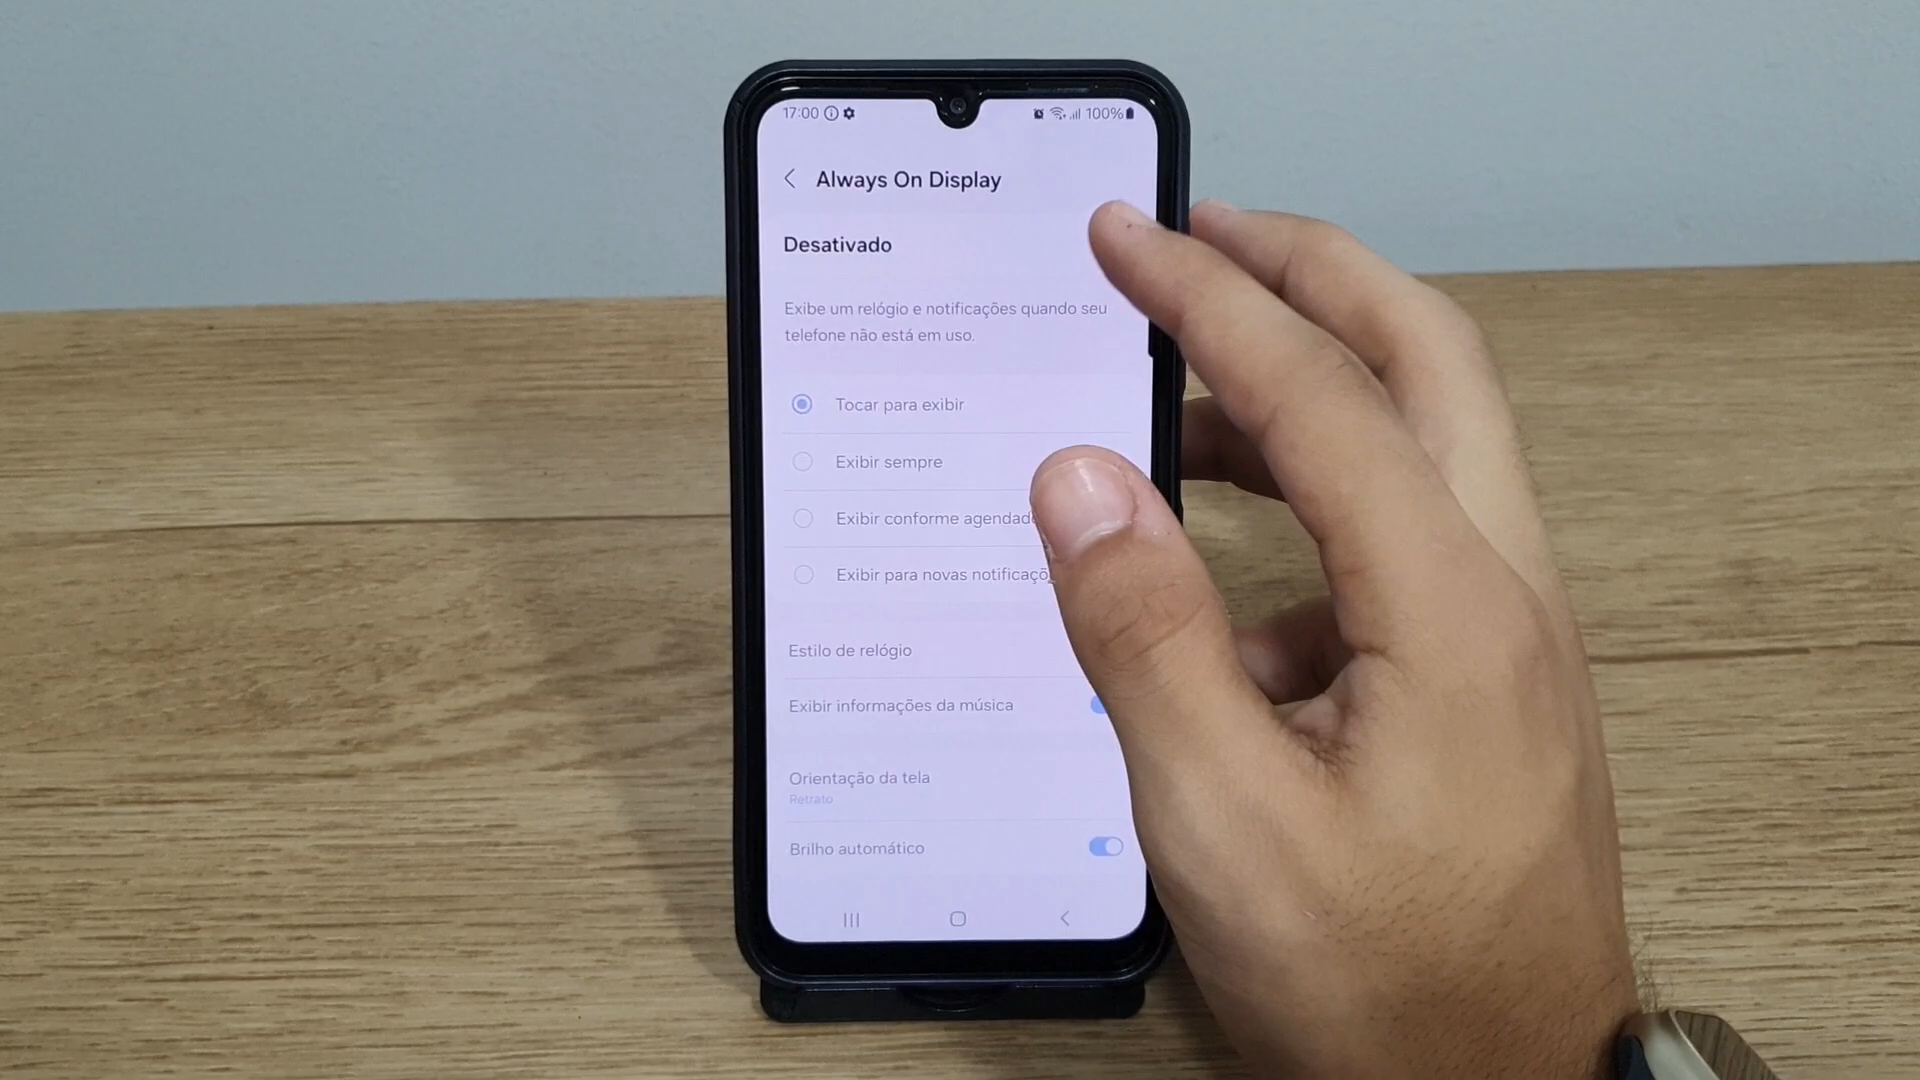 17:00 100%
Always On Display
Desativado
Exibe um relógio e notificações quando seu
telefone não está em uso.
Tocar para exibir
Exibir sempre
Exibir conforme agendado
Exibir para novas notificaçõ
Estilo de relógio
Exibir informações da música
Orientação da tela
Retrato
Brilho automático